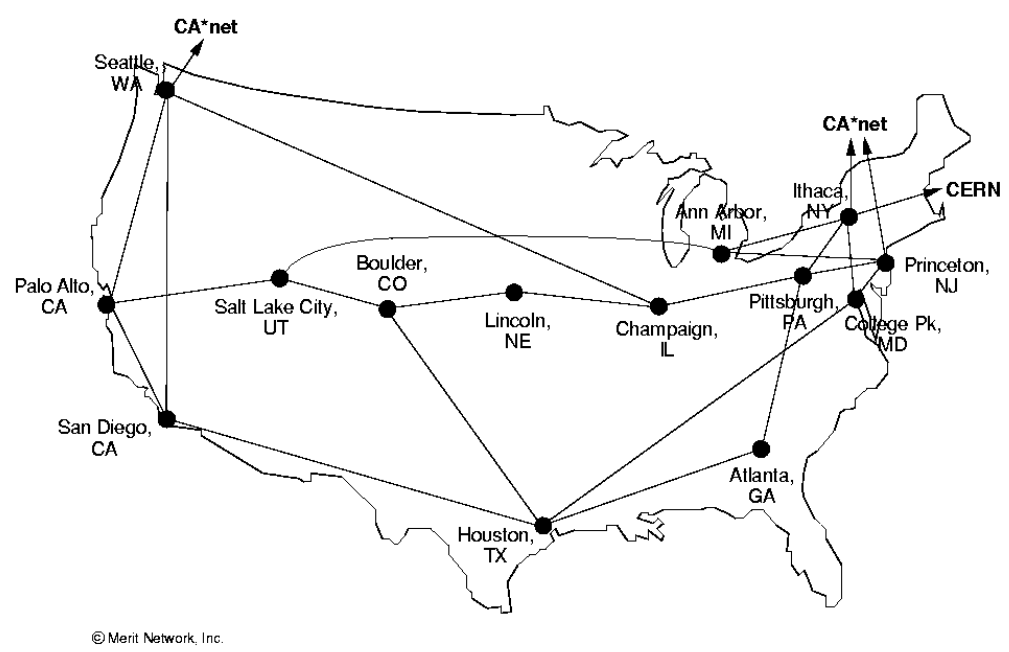 CA*net
Seattle,
WA
CA*net
Ithaca,
NY
CERN
Ann Arbor,
MI
Boulder,
CO
Princeton,
NJ
Palo Alto,
CA
Salt Lake City,
UT
Lincoln,
NE
Champaign,
IL
Pittsburgh,
PA
College Pk,
MD
San Diego,
CA
Atlanta,
GA
Houston,
TX
© Merit Network, Inc.